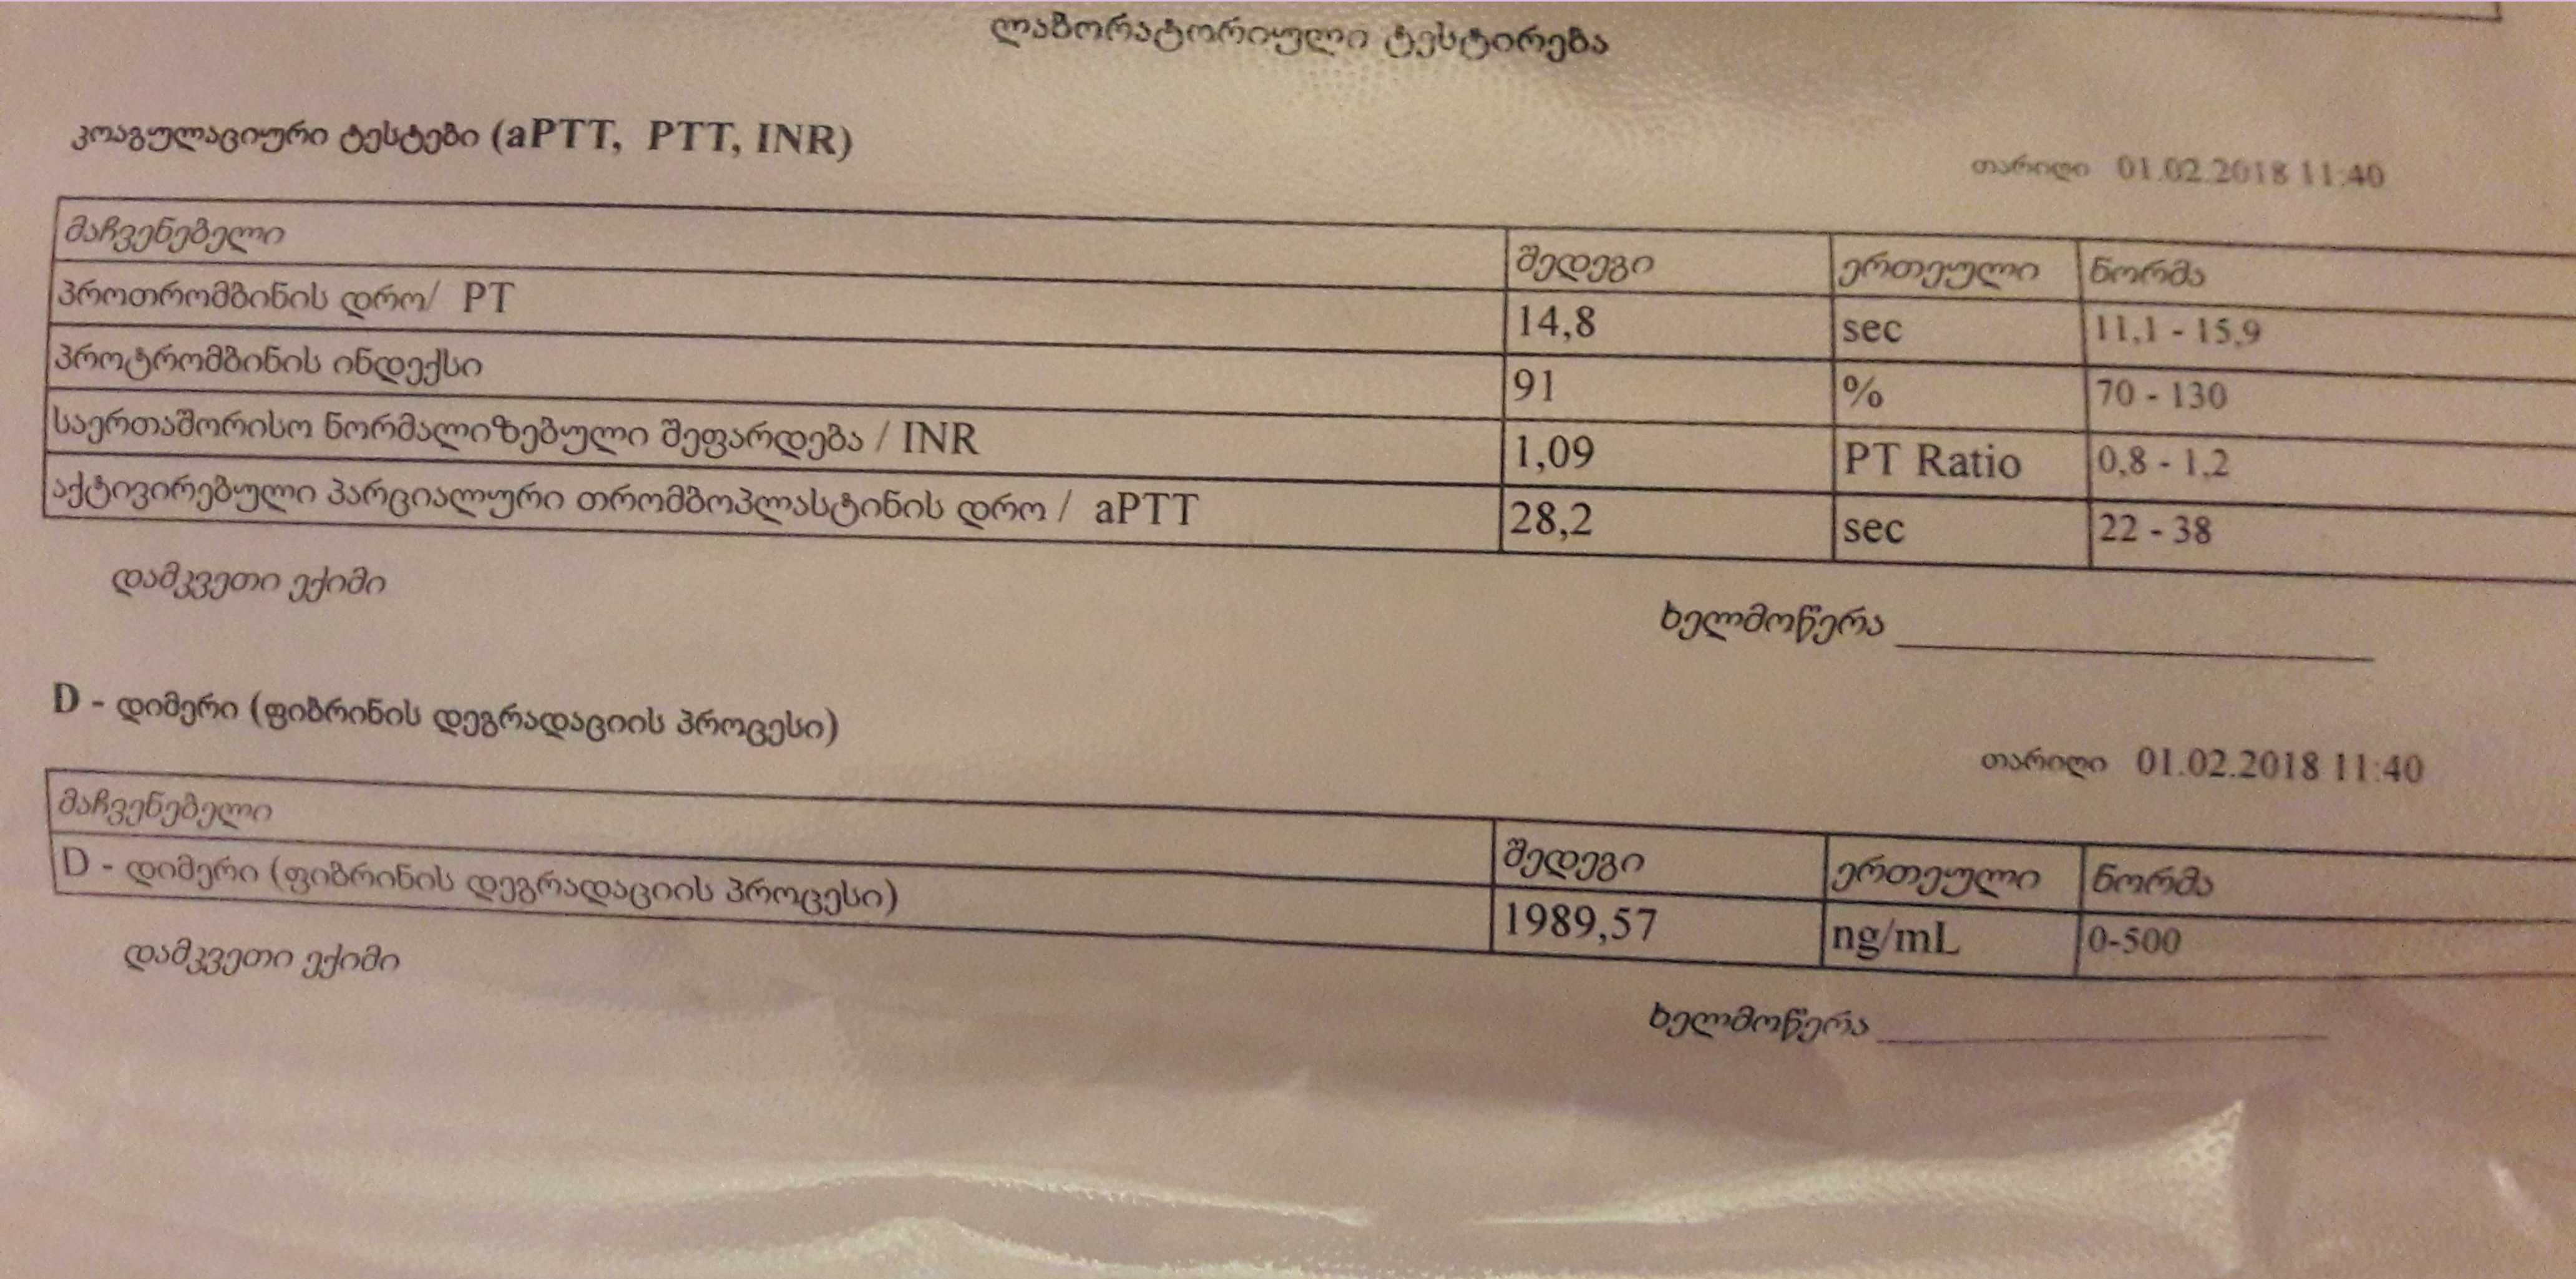 ლაბორატორიული ტესტირება
კოაგულაციური ტესტები (aPTT, PTT, INR)
თარიღი 01.02.2018 11:40
მაჩვენებელი შედეგი ერთეული ნორმა
პროთრომბინის დრო/ PT 14,8 sec 11,1 - 15,9
პროტრომბინის ინდექსი 91 % 70 - 130
საერთაშორისო ნორმალიზებული შეფარდება / INR 1,09 PT Ratio 0,8 - 1,2
აქტივირებული პარციალური თრომბოპლასტინის დრო / aPTT 28,2 sec 22 - 38
დამკვეთი ექიმი
ხელმოწერა
D - დიმერი (ფიბრინის დეგრადაციის პროცესი)
თარიღი 01.02.2018 11:40
მაჩვენებელი შედეგი ერთეული ნორმა
D - დიმერი (ფიბრინის დეგრადაციის პროცესი) 1989,57 ng/mL 0-500
დამკვეთი ექიმი
ხელმოწერა